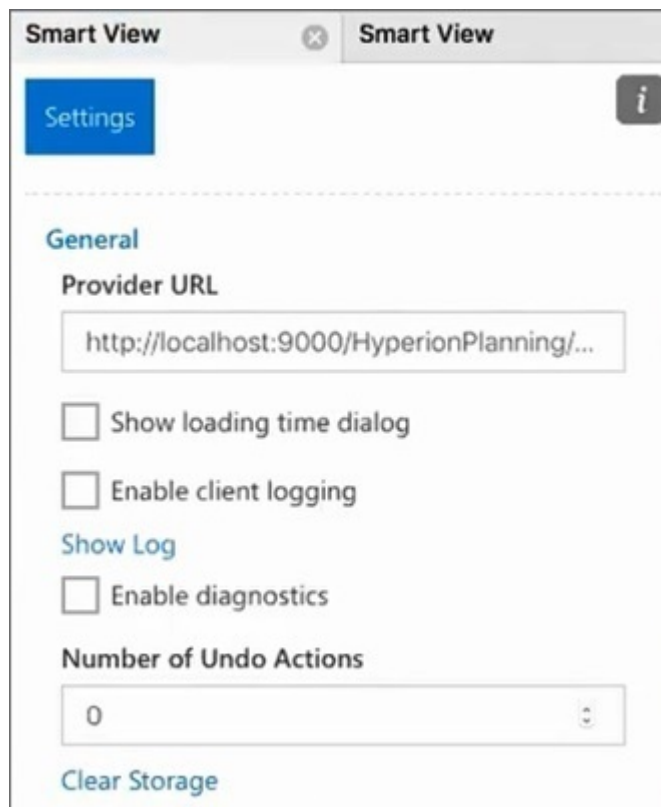 Smart View
Smart View
Settings
i
General
Provider URL
http://localhost:9000/HyperionPlanning/...
Show loading time dialog
Enable client logging
Show Log
Enable diagnostics
Number of Undo Actions
0
Clear Storage